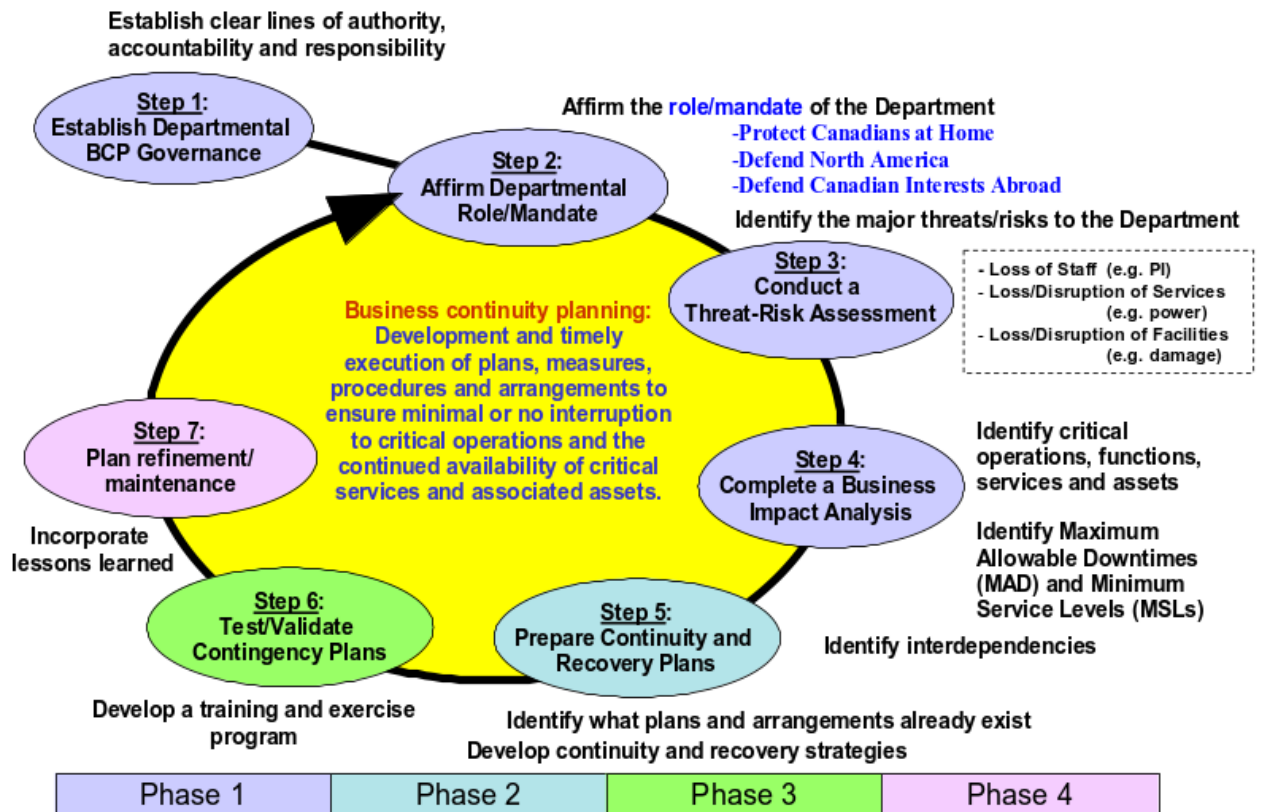 Establish clear lines of authority,
accountability and responsibility
Step 1:
Establish Departmental
BCP Governance
Affirm the role/mandate of the Department
-Protect Canadians at Home
-Defend North America
-Defend Canadian Interests Abroad
Step 2:
Affirm Departmental
Role/Mandate
Identify the major threats/risks to the Department
Step 3:
Conduct a
Threat-Risk Assessment
- Loss of Staff (e.g. PI)
- Loss/Disruption of Services
(e.g. power)
- Loss/Disruption of Facilities
(e.g. damage)
Business continuity planning:
Development and timely
execution of plans, measures,
procedures and arrangements to
ensure minimal or no interruption
to critical operations and the
continued availability of critical
services and associated assets.
Step 4:
Complete a Business
Impact Analysis
Identify critical
operations, functions,
services and assets
Identify Maximum
Allowable Downtimes
(MAD) and Minimum
Service Levels (MSLs)
Identify interdependencies
Step 5:
Prepare Continuity and
Recovery Plans
Identify what plans and arrangements already exist
Develop continuity and recovery strategies
Step 6:
Test/Validate
Contingency Plans
Develop a training and exercise
program
Step 7:
Plan refinement/
maintenance
Incorporate
lessons learned
Phase 1
Phase 2
Phase 3
Phase 4